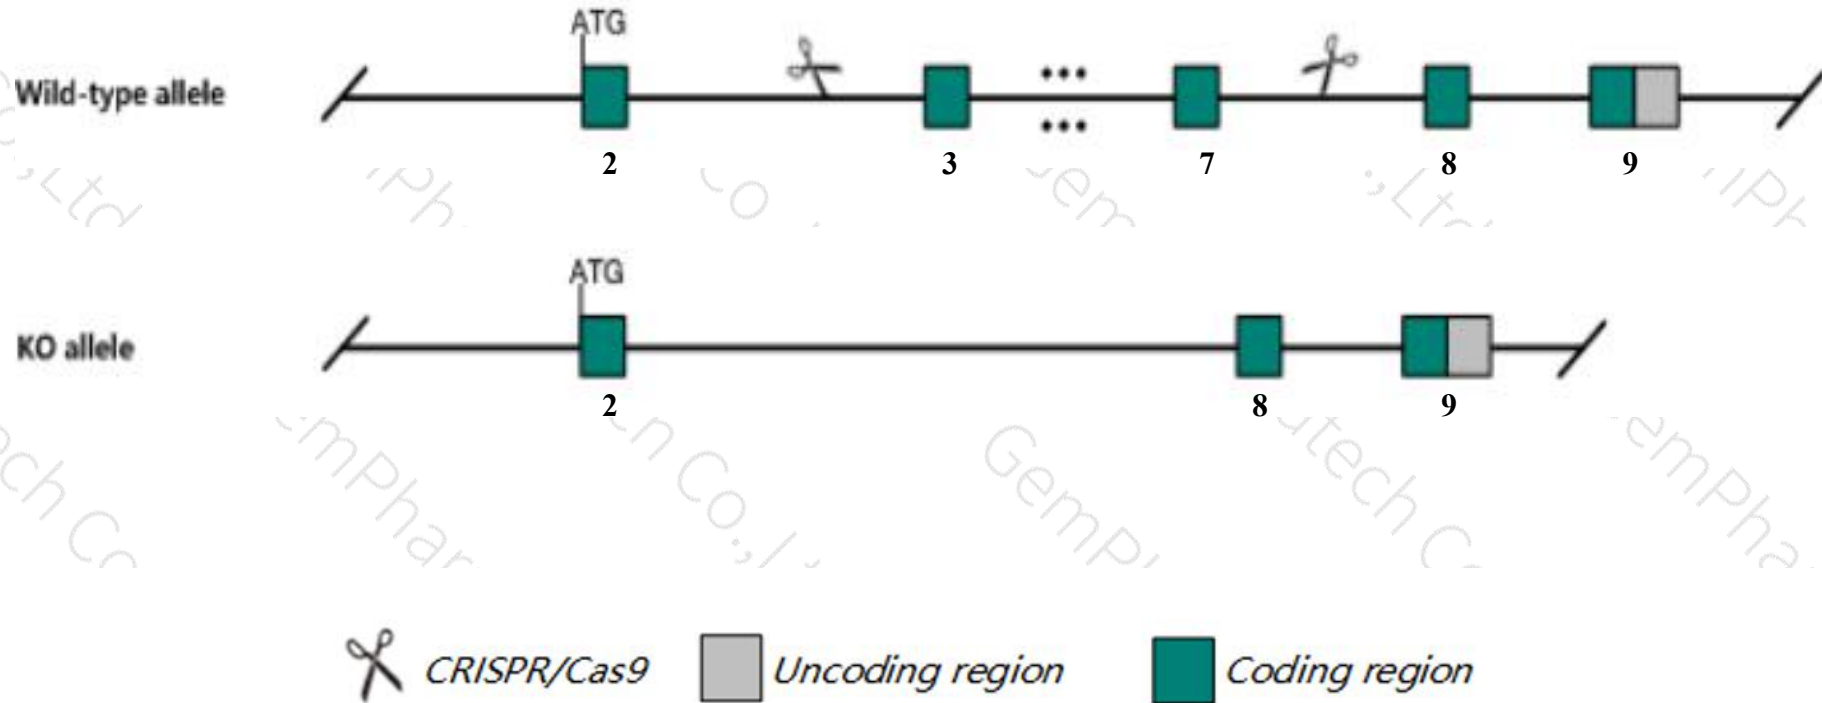 ATG
Wild-type allele
2 3 7 8 9
ATG
KO allele
2 8 9
CRISPR/Cas9 Uncoding region Coding region